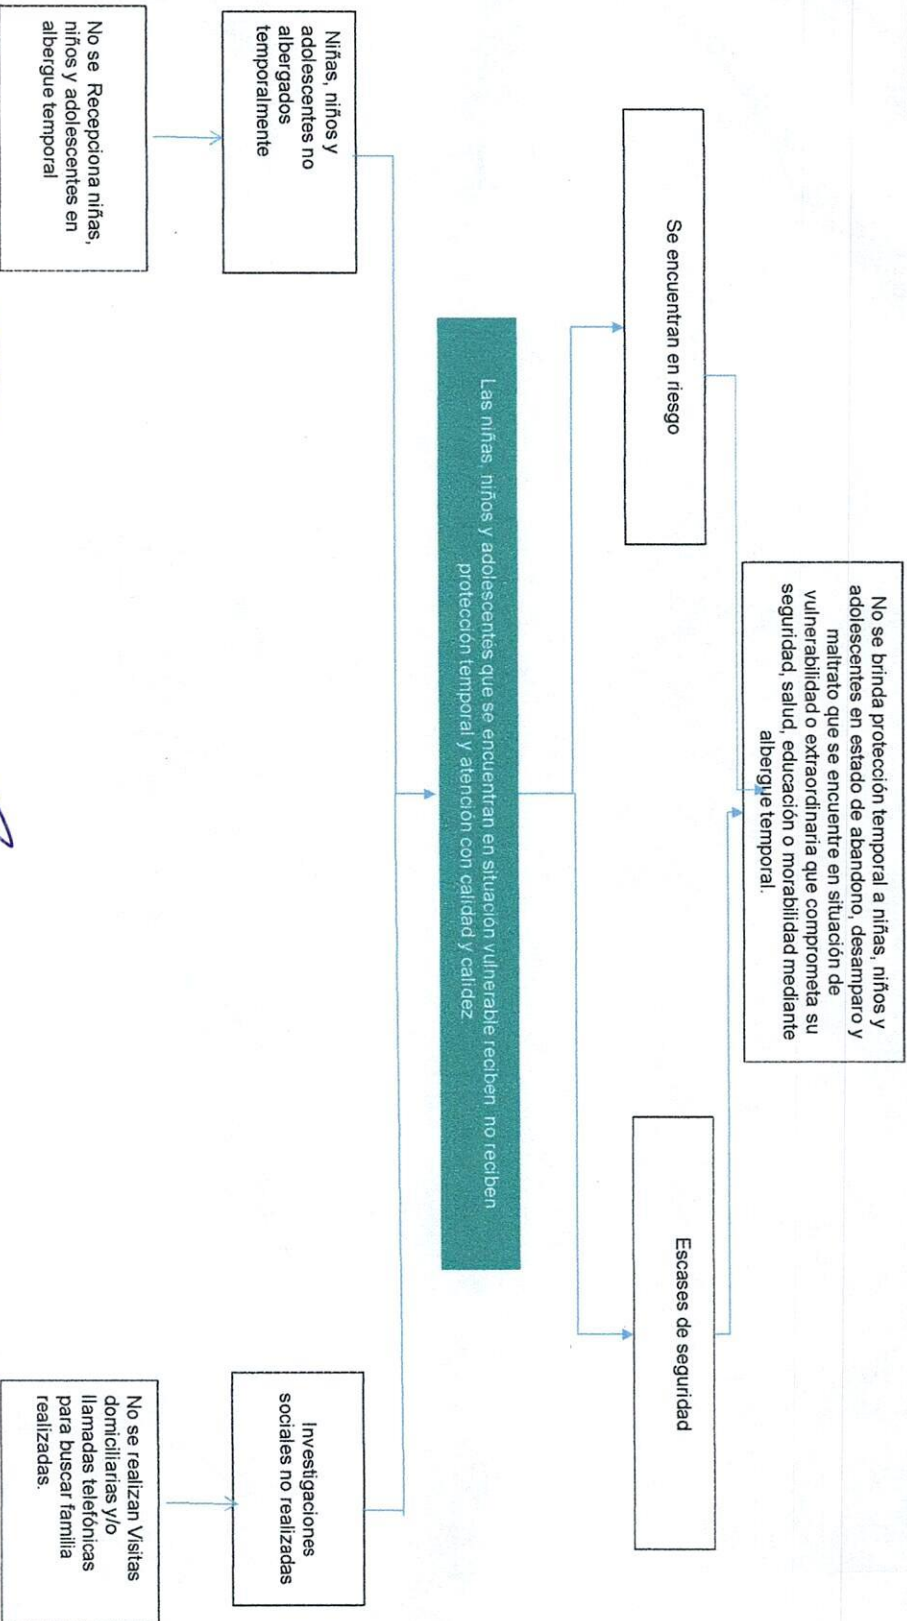 No se brinda protección temporal a niñas, niños y
adolescentes en estado de abandono, desamparo y
maltrato que se encuentre en situación de
vulnerabilidado extraordinaria que comprometa su
seguridad, salud, educación o morabilidad mediante
albergue temporal.
Se encuentran en riesgo
Escases de seguridad
Las niñas, niños y adolescentes que se encuentran en situación vulnerable reciben no reciben
protección temporal y atención con calidad y calidez
Niñas, niños y
adolescentes no
albergados
temporalmente
Investigaciones
sociales no realizadas
No se Recepciona niñas,
niños y adolescentes en
albergue temporal
No se realizan Visitas
domiciliarias y/o
llamadas telefónicas
para buscar familia
realizadas.